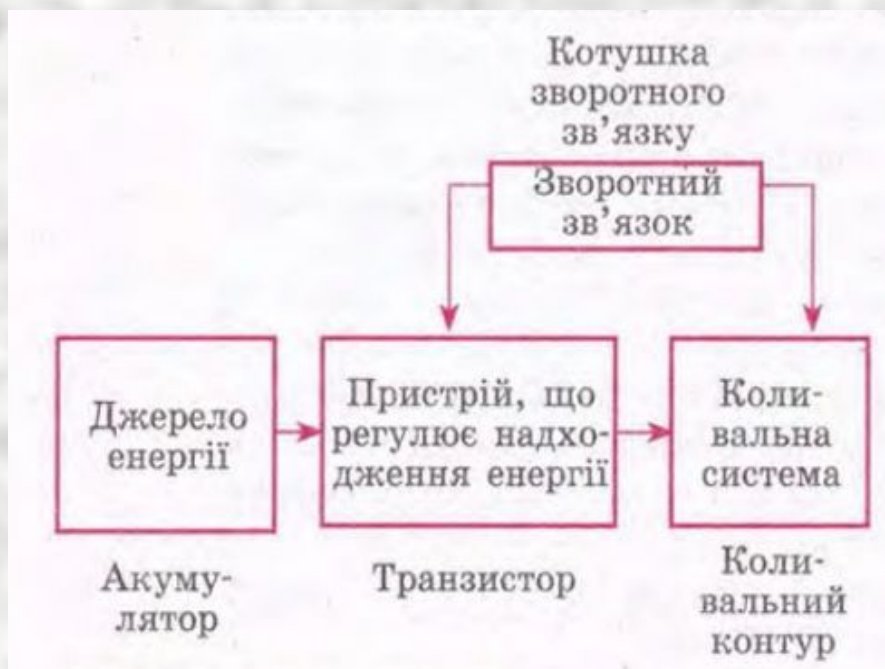 Котушка
зворотного
зв’язку
Зворотний
зв’язок
Джерело
енергії
Пристрій, що
регулює надхо-
дження енергії
Коли-
вальна
система
Акуму-
лятор
Транзистор
Коли-
вальний
контур